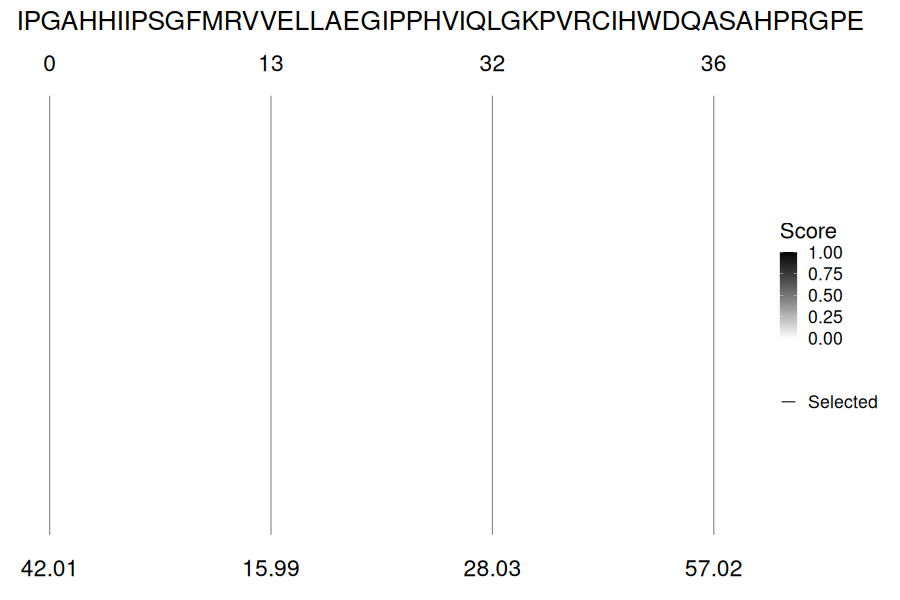 IPGAHHIIPSGFMRVVELLAEGIPPHVIQLGKPVRCIHWDQASAHPRGPE
0 13 32 36
Score
1.00
0.75
0.50
0.25
0.00
Selected
42.01 15.99 28.03 57.02